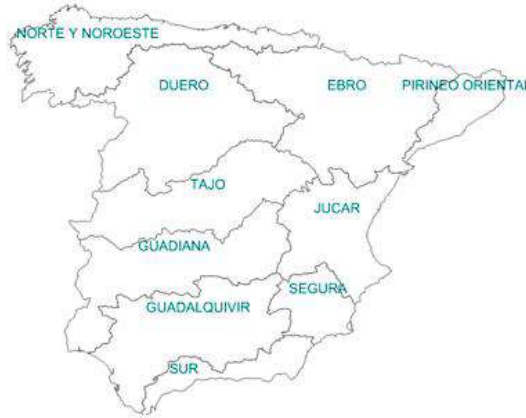 NORTE Y NOROESTE
DUERO
EBRO
PIRINEO ORIENTAL
TAJO
JUCAR
GUADIANA
SEGURA
GUADALQUIVIR
SUR